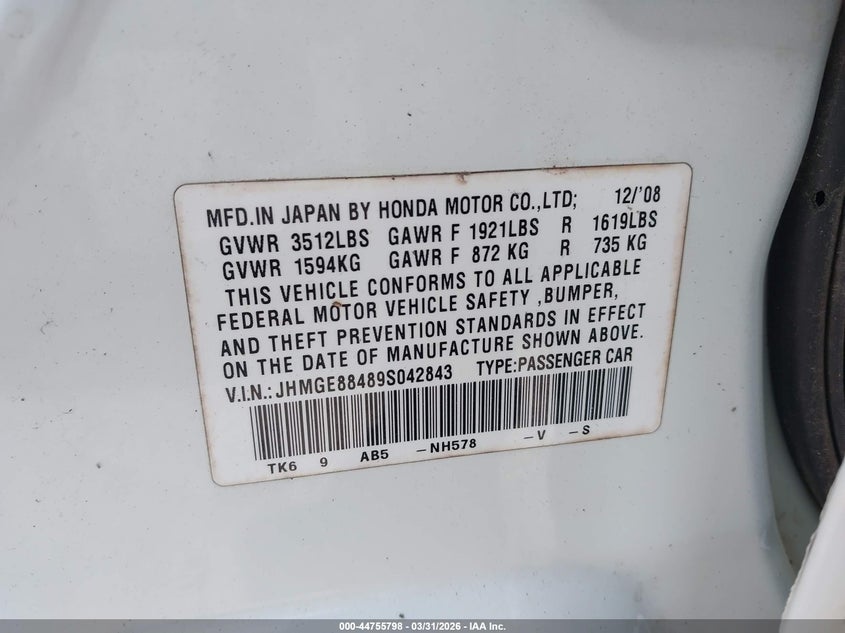 MFD.IN JAPAN BY HONDA MOTOR CO.,LTD; 12/'08
GVWR 3512LBS GAWR F 1921LBS R 1619LBS
GVWR 1594KG GAWR F 872 KG R 735 KG
THIS VEHICLE CONFORMS TO ALL APPLICABLE
FEDERAL MOTOR VEHICLE SAFETY ,BUMPER,
AND THEFT PREVENTION STANDARDS IN EFFECT
ON THE DATE OF MANUFACTURE SHOWN ABOVE.
V.I.N.: JHMGE88489S042843 TYPE:PASSENGER CAR
TK6 9 AB5 -NH578 -V -S
000-44755798 - 03/31/2026 - IAA Inc.